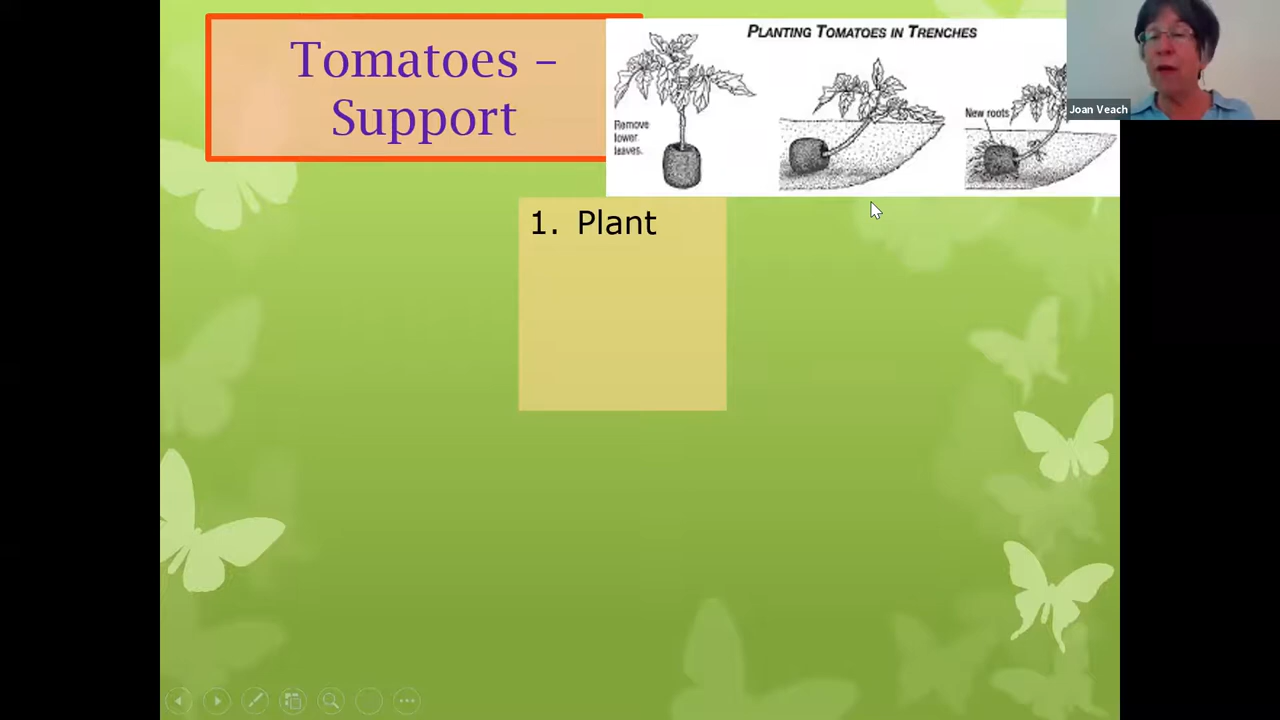 Tomatoes –
Support
PLANTING TOMATOES IN TRENCHES
Remove
lower
leaves.
New roots
Joan Veach
1. Plant